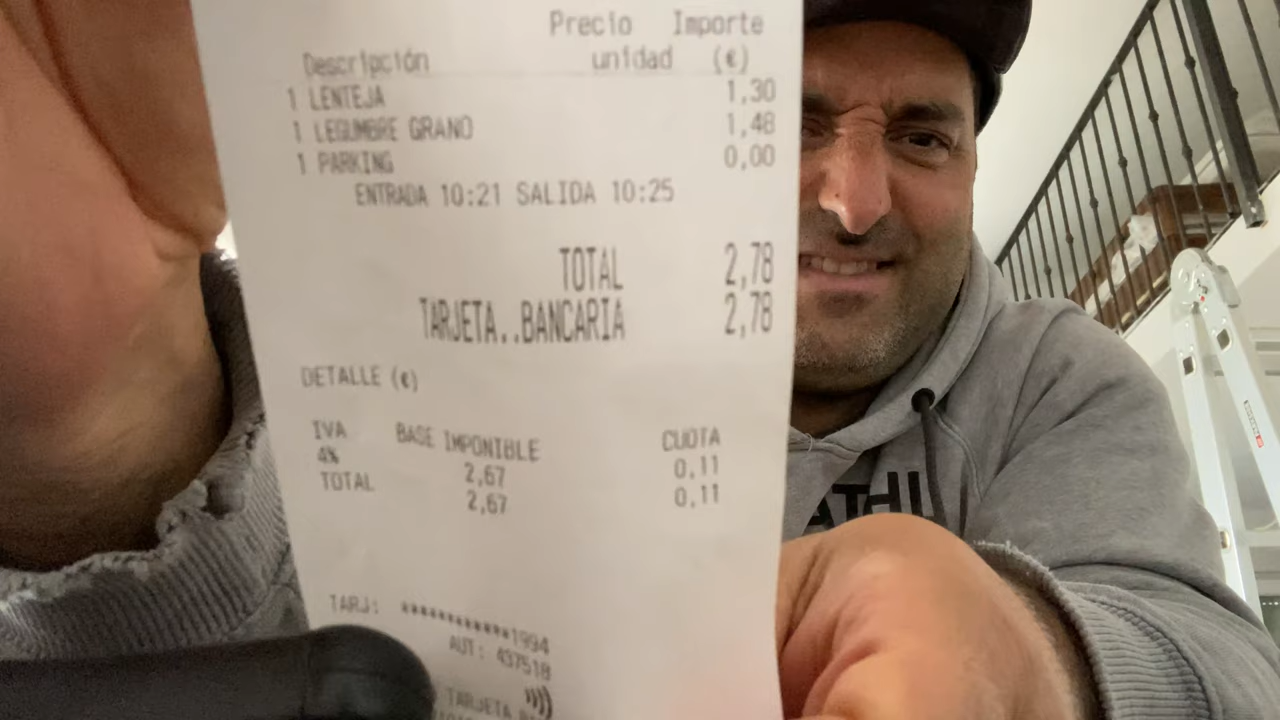 Precio Importe
Descripción unidad (€)
1 LENTEJA 1,30
1 LEGUMBRE GRANO 1,48
1 PARKING 0,00
ENTRADA 10:21 SALIDA 10:25
TOTAL 2,78
TARJETA..BANCARIA 2,78
DETALLE (€)
IVA BASE IMPONIBLE CUOTA
4% 2,67 0,11
TOTAL 2,67 0,11
TARJ: ************1994
AUT: 437518
TARJETA